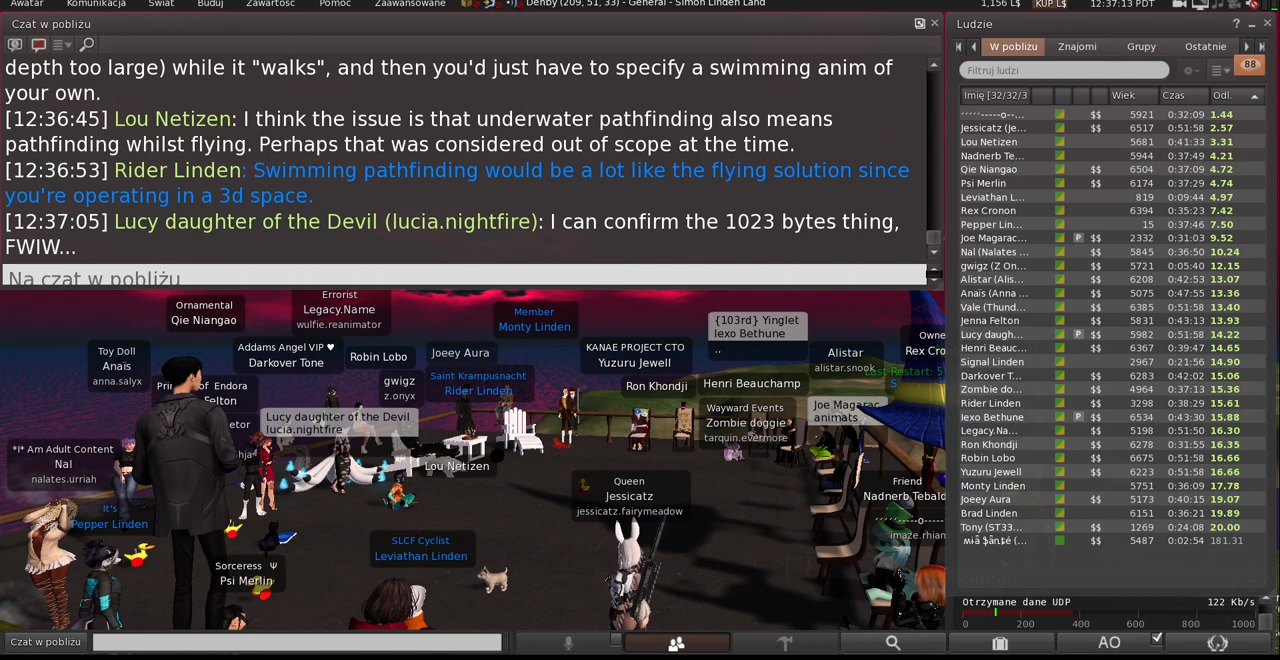 Awatar Komunikacja Świat Buduj Zawartość Pomoc Zaawansowane Denby (209, 51, 33) - General - Simon Linden Land 1,156 L$ KUP L$ 12:37:13 PDT
Czat w pobliżu
depth too large) while it "walks", and then you'd just have to specify a swimming anim of
your own.
[12:36:45] Lou Netizen: I think the issue is that underwater pathfinding also means
pathfinding whilst flying. Perhaps that was considered out of scope at the time.
[12:36:53] Rider Linden: Swimming pathfinding would be a lot like the flying solution since
you're operating in a 3d space.
[12:37:05] Lucy daughter of the Devil (lucia.nightfire): I can confirm the 1023 bytes thing,
FWIW...
Na czat w pobliżu
Ornamental
Qie Niangao
Errorist
Legacy.Name
wulfie.reanimator
Member
Monty Linden
{103rd} Yinglet
Iexo Bethune
..
Owne
Rex Cro
Toy Doll
Anaïs
anna.salyx
Addams Angel VIP ♥
Darkover Tone
Robin Lobo
Joeey Aura
KANAE PROJECT CTO
Yuzuru Jewell
Alistar
alistar.snook
Last Restart: 5
S
Saint Krampusnacht
Rider Linden
gwigz
z.onyx
Ron Khondji
Henri Beauchamp
of Endora
Felton
etor
Lucy daughter of the Devil
lucia.nightfire
Wayward Events
Zombie doggie
tarquin.evermore
Joe Magarac
animats
*I* Am Adult Content
Nal
nalates.urriah
hja
Lou Netizen
Queen
Jessicatz
jessicatz.fairymeadow
Friend
Nadnerb Tebald
imaze.rhian
It's
Pepper Linden
SLCF Cyclist
Leviathan Linden
Sorceress Ψ
Psi Merlin
Czat w pobliżu
Ludzie
? _ ×
W pobliżu Znajomi Grupy Ostatnie
Filtruj ludzi
88
Imię [32/32/3 Wiek Czas Odl.
'''''-----o--... $$ 5921 0:32:09 1.44
Jessicatz (Je... $$ 6517 0:51:58 2.57
Lou Netizen 5681 0:41:33 3.31
Nadnerb Te... 5944 0:37:49 4.21
Qie Niangao $$ 6504 0:37:09 4.72
Psi Merlin $$ 6174 0:37:29 4.74
Leviathan L... 819 0:09:44 4.97
Rex Cronon 6394 0:35:23 7.42
Pepper Lin... 15 0:37:46 7.50
Joe Magarac... P $$ 2332 0:31:03 9.52
Nal (Nalates ... $$ 5845 0:36:50 10.24
gwigz (Z On... $$ 5721 0:05:40 12.15
Alistar (Alis... $$ 6208 0:42:53 13.07
Anaïs (Anna ... $$ 5075 0:47:55 13.36
Vale (Thund... $$ 6385 0:51:58 13.40
Jenna Felton $$ 5831 0:43:13 13.93
Lucy daugh... P $$ 5982 0:51:58 14.22
Henri Beauc... $$ 6367 0:39:47 14.65
Signal Linden 2967 0:21:56 14.90
Darkover T... $$ 6283 0:42:02 15.06
Zombie do... $$ 4964 0:37:13 15.36
Rider Linden 3298 0:38:29 15.61
Iexo Bethune P $$ 6534 0:43:30 15.88
Legacy.Na... $$ 5198 0:51:50 16.30
Ron Khondji $$ 6278 0:31:55 16.35
Robin Lobo $$ 6675 0:51:58 16.66
Yuzuru Jewell $$ 6223 0:51:58 16.66
Monty Linden 5751 0:36:09 17.78
Joeey Aura $$ 5173 0:40:15 19.07
Brad Linden 6151 0:36:21 19.89
Tony (ST33... $$ 1269 0:24:08 20.00
$$ 5487 0:02:54 181.31
Otrzymane dane UDP 122 Kb/s
0 200 400 600 800 1000
AO